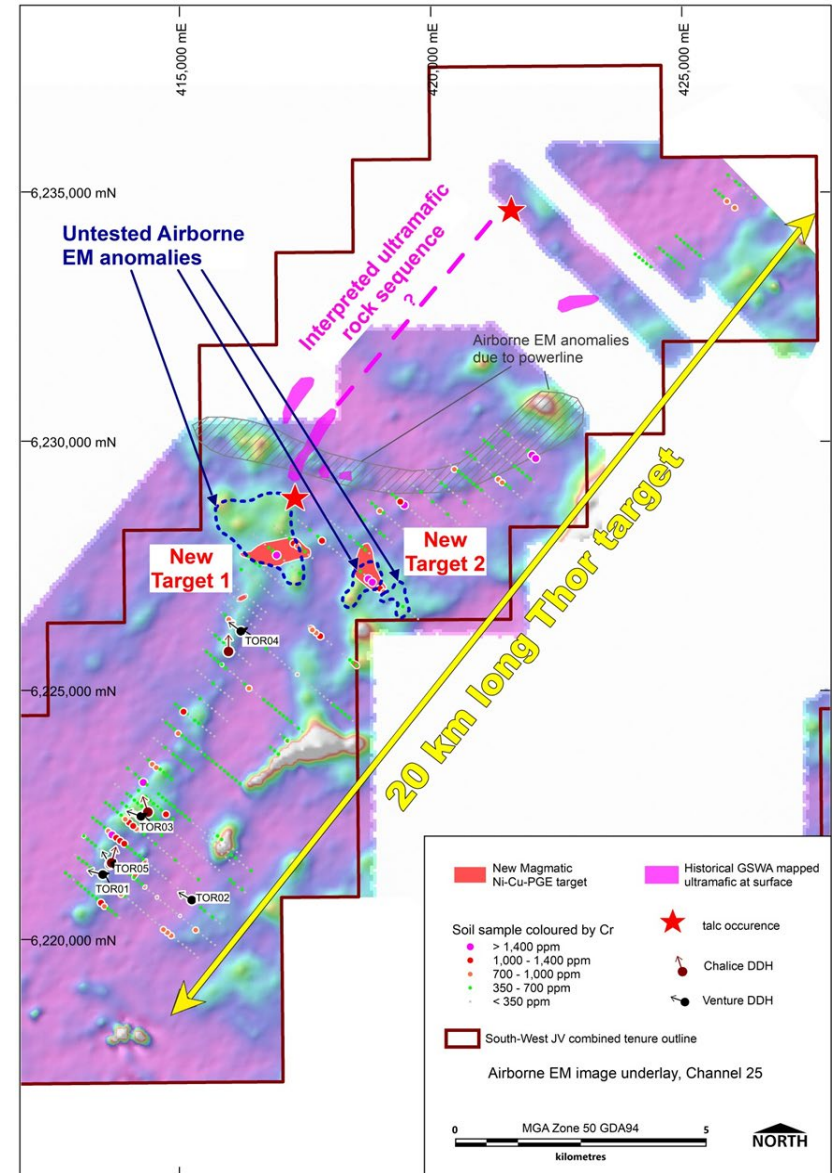 415,000 mE
420,000 mE
425,000 mE
6,235,000 mN
6,230,000 mN
6,225,000 mN
6,220,000 mN
Untested Airborne
EM anomalies
Interpreted ultramafic
rock sequence
?
Airborne EM anomalies
due to powerline
New
Target 1
New
Target 2
20 km long Thor target
TOR04
TOR03
TOR05
TOR01
TOR02
New Magmatic
Ni-Cu-PGE target
Historical GSWA mapped
ultramafic at surface
Soil sample coloured by Cr
> 1,400 ppm
1,000 - 1,400 ppm
700 - 1,000 ppm
350 - 700 ppm
< 350 ppm
talc occurence
Chalice DDH
Venture DDH
South-West JV combined tenure outline
Airborne EM image underlay, Channel 25
0 MGA Zone 50 GDA94 5
kilometres
NORTH